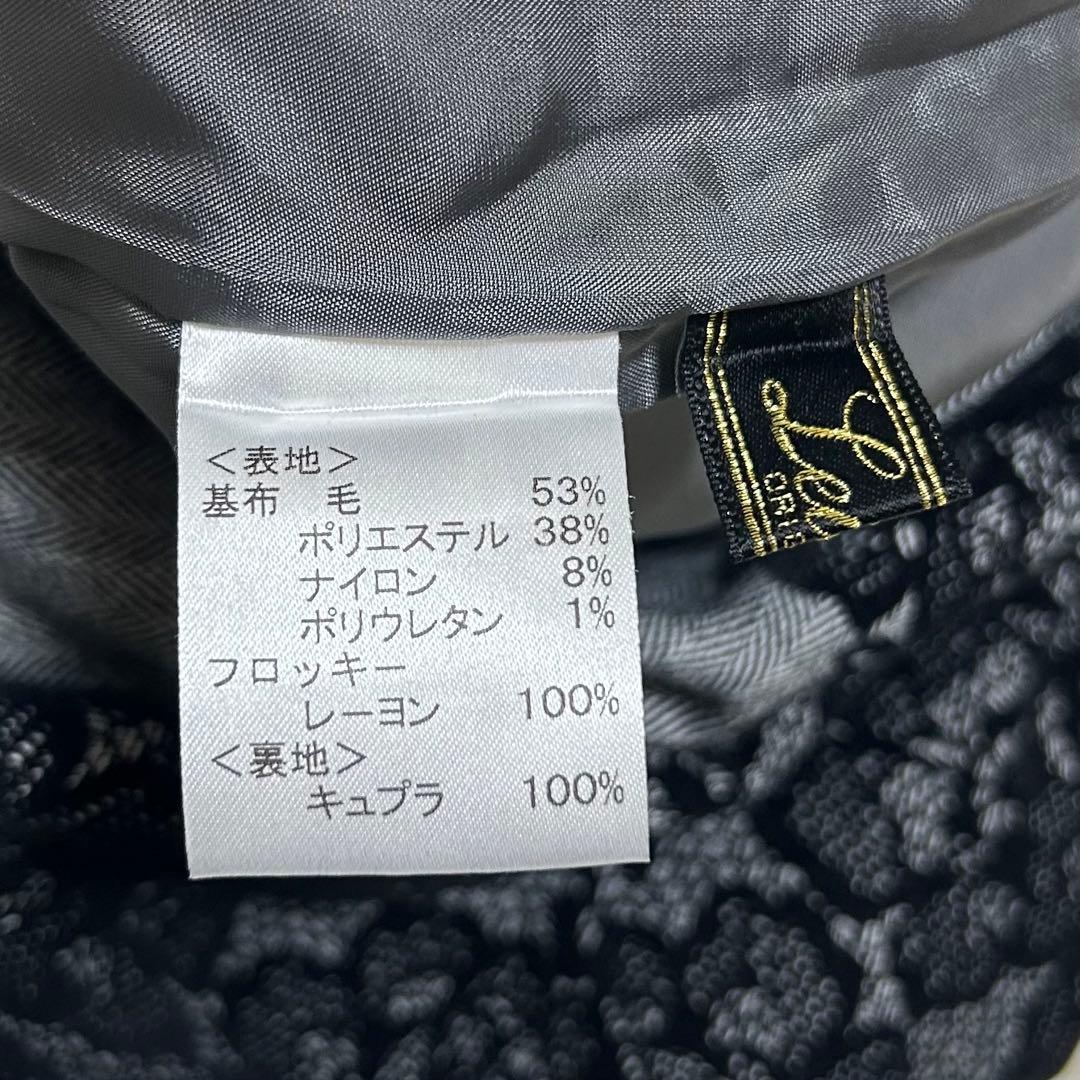 ＜表地＞
基布　毛　53%
ポリエステル 38%
ナイロン　8%
ポリウレタン　1%
フロッキー
レーヨン　100%
＜裏地＞
キュプラ　100%